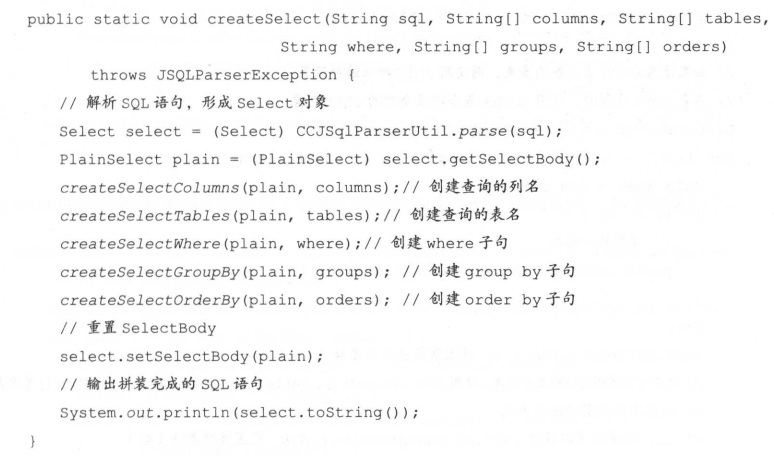 public static void createSelect(String sql, String[] columns, String[] tables,
String where, String[] groups, String[] orders)
throws JSQLParserException {
// 解析 SQL 语句，形成 Select 对象
Select select = (Select) CCJSqlParserUtil.parse(sql);
PlainSelect plain = (PlainSelect) select.getSelectBody();
createSelectColumns(plain, columns);// 创建查询的列名
createSelectTables(plain, tables);// 创建查询的表名
createSelectWhere(plain, where);// 创建 where 子句
createSelectGroupBy(plain, groups); // 创建 group by 子句
createSelectOrderBy(plain, orders); // 创建 order by 子句
// 重置 SelectBody
select.setSelectBody(plain);
// 输出拼装完成的 SQL 语句
System.out.println(select.toString());
}